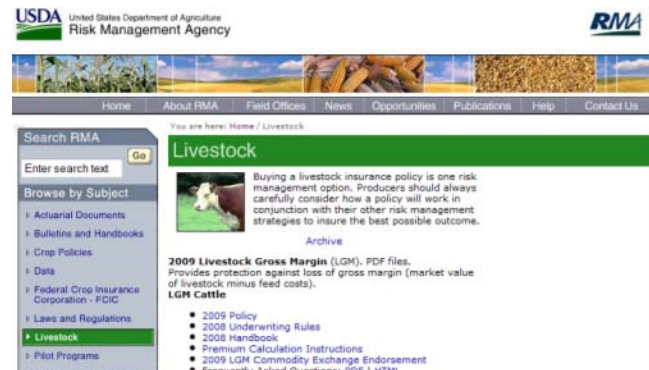 USDA
United States Department of Agriculture
Risk Management Agency
RMA
Home About RMA Field Offices News Opportunities Publications Help Contact Us
You are here: Home / Livestock
Search RMA
Enter search text
Go
Browse by Subject
Actuarial Documents
Bulletins and Handbooks
Crop Policies
Data
Federal Crop Insurance
Corporation - FCIC
Laws and Regulations
Livestock
Pilot Programs
Livestock
Buying a livestock insurance policy is one risk
management option. Producers should always
carefully consider how a policy will work in
conjunction with their other risk management
strategies to insure the best possible outcome.
Archive
2009 Livestock Gross Margin (LGM). PDF files.
Provides protection against loss of gross margin (market value
of livestock minus feed costs).
LGM Cattle
2009 Policy
2008 Underwriting Rules
2008 Handbook
Premium Calculation Instructions
2009 LGM Commodity Exchange Endorsement
Frequently Asked Questions: PDF | HTML